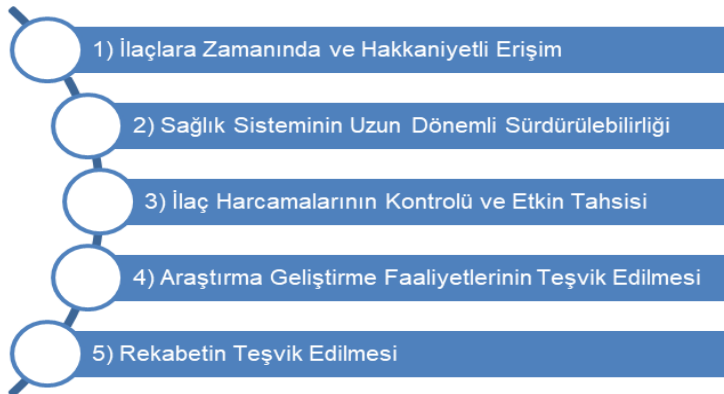 1) İlaçlara Zamanında ve Hakkaniyetli Erişim
2) Sağlık Sisteminin Uzun Dönemli Sürdürülebilirliği
3) İlaç Harcamalarının Kontrolü ve Etkin Tahsisi
4) Araştırma Geliştirme Faaliyetlerinin Teşvik Edilmesi
5) Rekabetin Teşvik Edilmesi